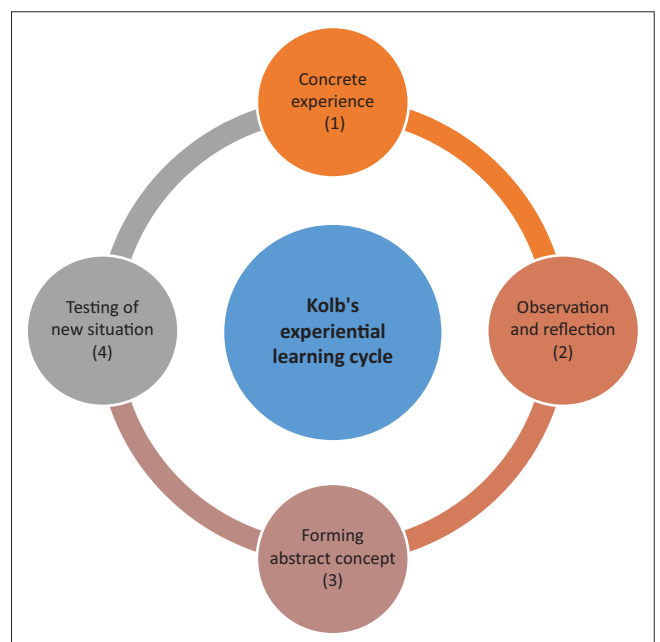 Concrete
experience
(1)
Observation
and reflection
(2)
Forming
abstract concept
(3)
Testing of
new situation
(4)
Kolb's
experiential
learning cycle